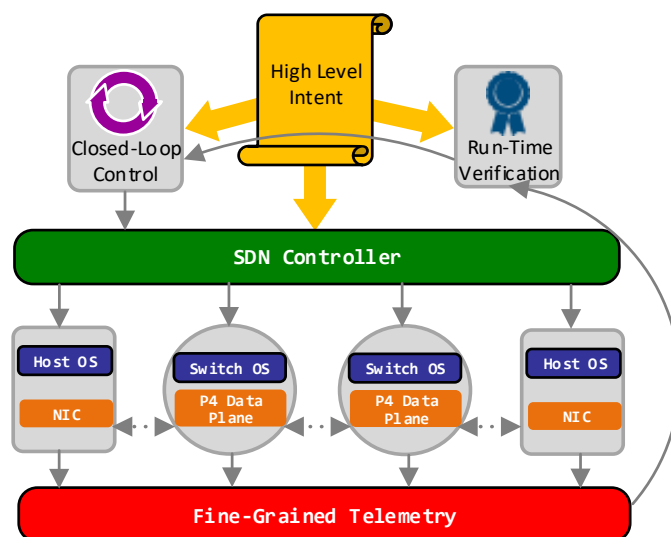 High Level
Intent
Closed-Loop
Control
Run-Time
Verification
SDN Controller
Host OS
Switch OS
Switch OS
Host OS
NIC
P4 Data
Plane
P4 Data
Plane
NIC
Fine-Grained Telemetry